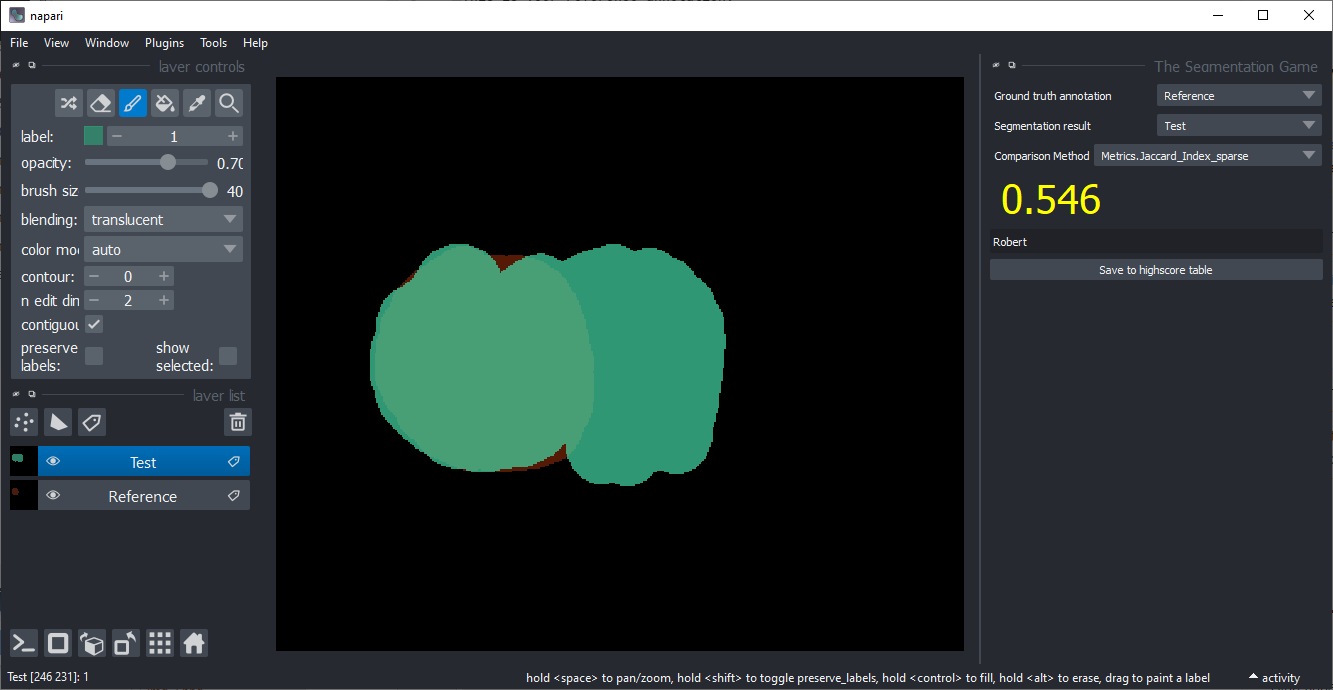 napari
File View Window Plugins Tools Help
laver controls
label: 1
opacity: 0.70
brush siz 40
blending: translucent
color mo auto
contour: 0
n edit din 2
contiguou
preserve labels: show selected:
laver list
Test
Reference
The Segmentation Game
Ground truth annotation Reference
Segmentation result Test
Comparison Method Metrics.Jaccard_Index_sparse
0.546
Robert
Save to highscore table
Test [246 231]: 1
hold <space> to pan/zoom, hold <shift> to toggle preserve_labels, hold <control> to fill, hold <alt> to erase, drag to paint a label
activity